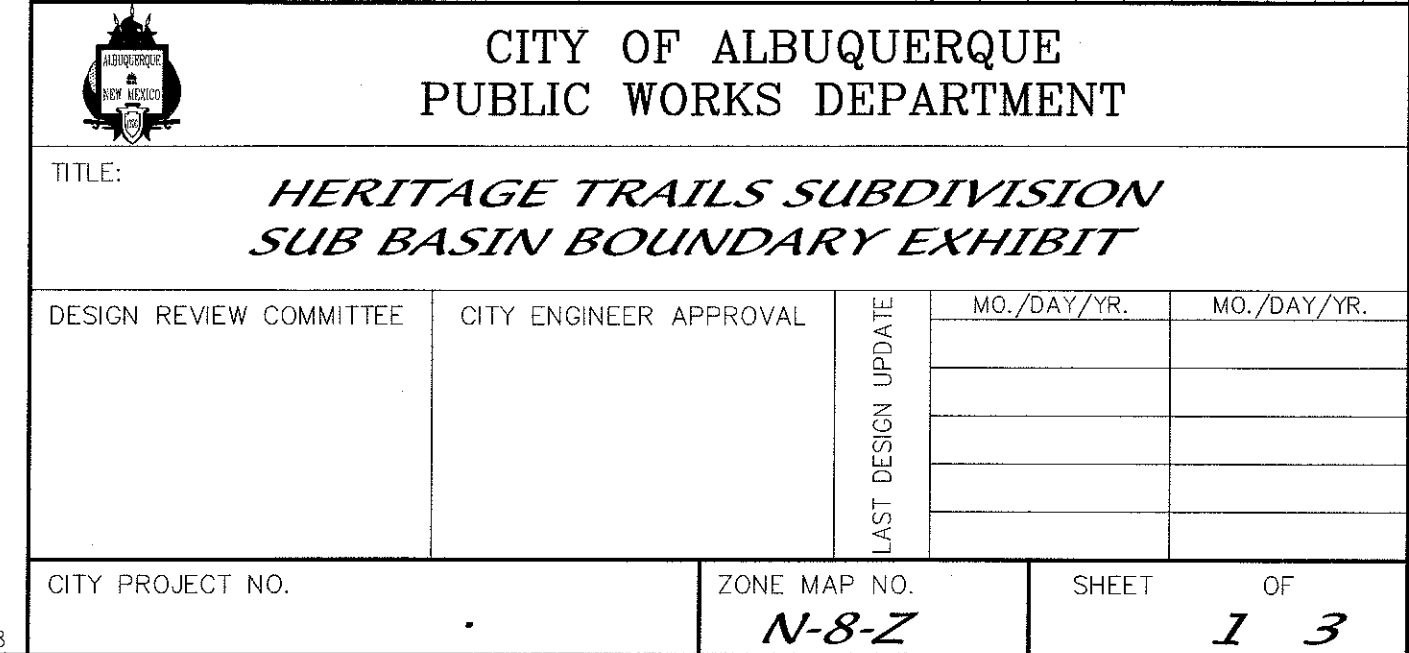 ALBUQUERQUE
NEW MEXICO
CITY OF ALBUQUERQUE
PUBLIC WORKS DEPARTMENT
TITLE:
HERITAGE TRAILS SUBDIVISION
SUB BASIN BOUNDARY EXHIBIT
DESIGN REVIEW COMMITTEE
CITY ENGINEER APPROVAL
LAST DESIGN UPDATE
MO./DAY/YR. MO./DAY/YR.
CITY PROJECT NO.
ZONE MAP NO.
N-8-Z
SHEET OF
1 3